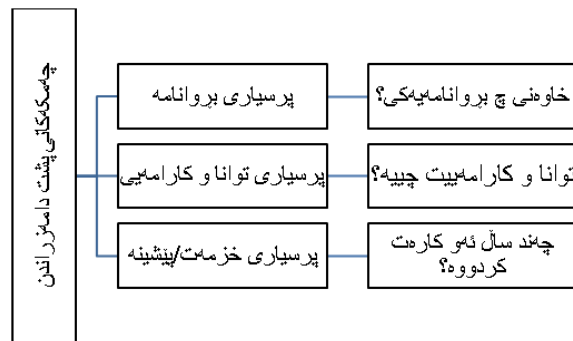 چەمکەکانی پشت دامەزراندن
پرسیاری بڕوانامە
خاوەنی چ بڕوانامەیەکی؟
پرسیاری توانا و کارامەیی
توانا و کارامەییت چییە؟
پرسیاری خزمەت/پێشینە
چەند ساڵ ئەو کارەت
کردووە؟